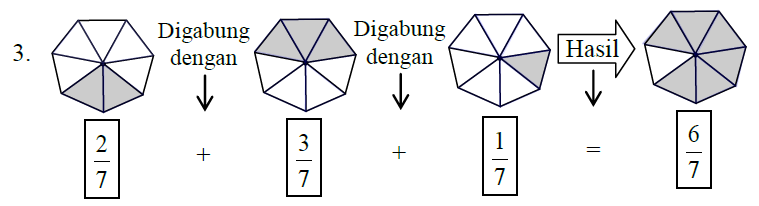 3.
Digabung
dengan
Digabung
dengan
Hasil
2/7 + 3/7 + 1/7 = 6/7